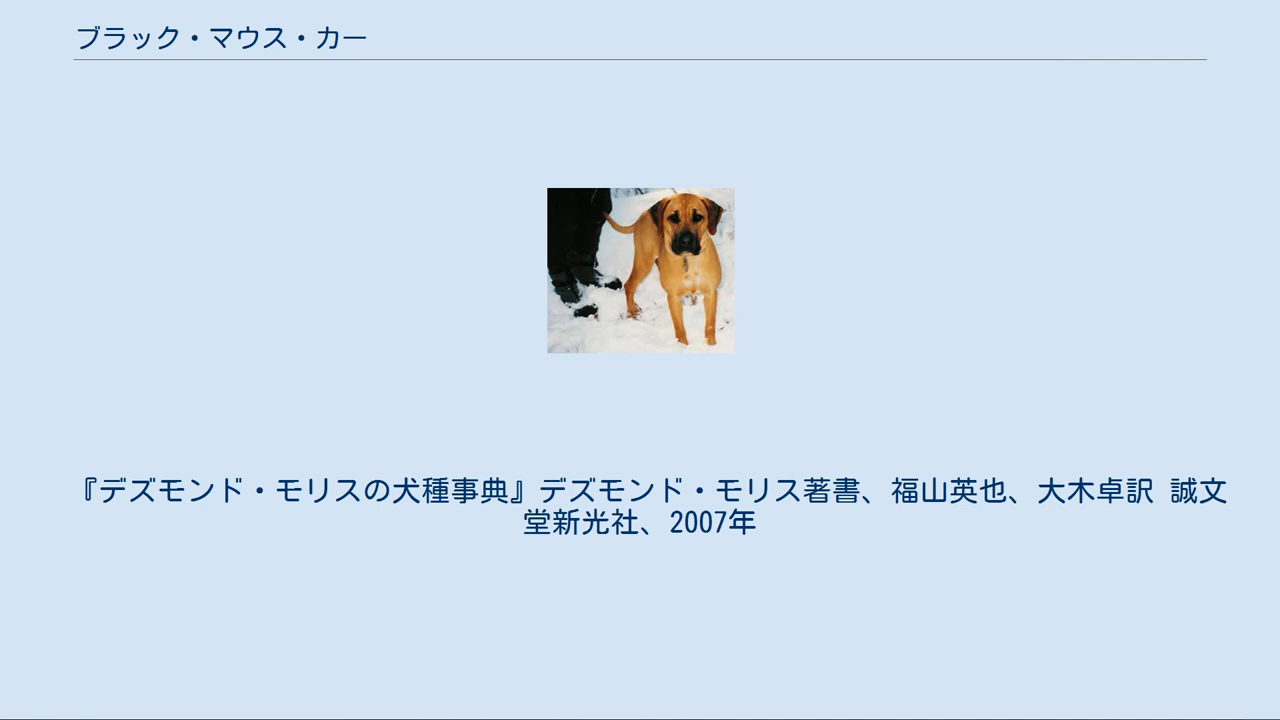 ブラック・マウス・カー
『デズモンド・モリスの犬種事典』デズモンド・モリス著書、福山英也、大木卓訳 誠文
堂新光社、2007年